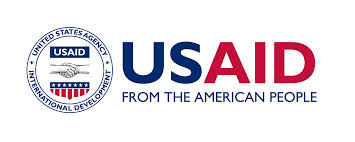 UNITED STATES AGENCY
USAID
INTERNATIONAL DEVELOPMENT
USAID
FROM THE AMERICAN PEOPLE